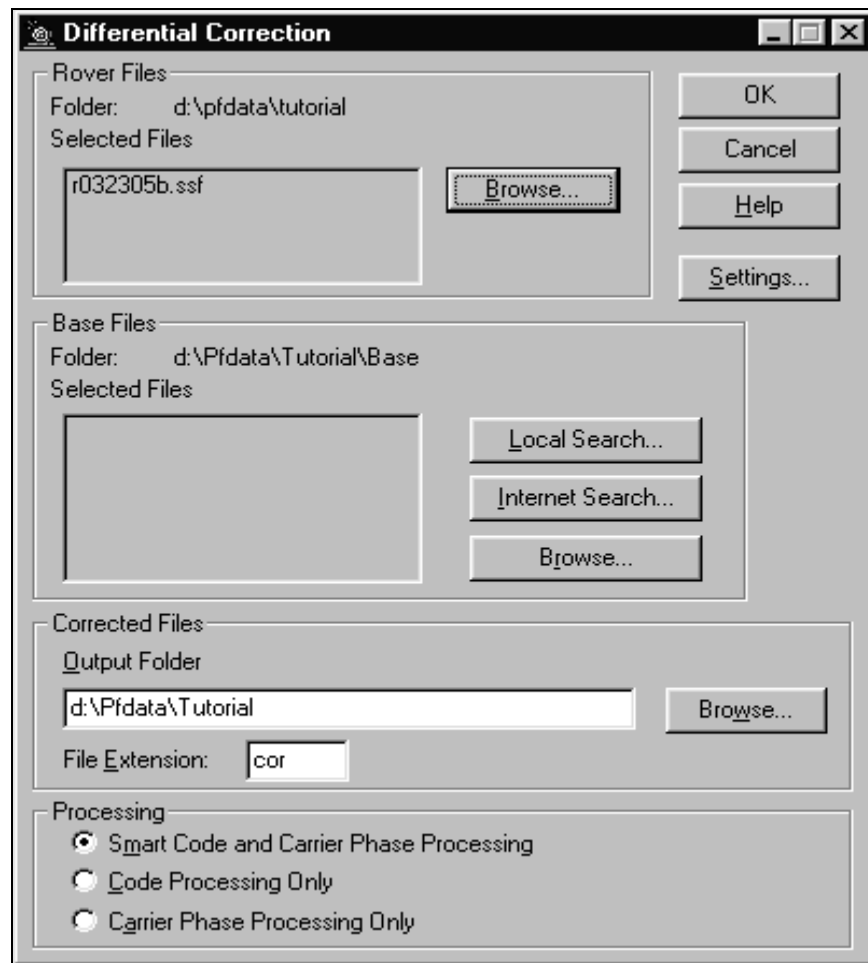 Differential Correction
Rover Files
Folder: d:\pfdata\tutorial
Selected Files
r032305b.ssf
Browse...
OK
Cancel
Help
Settings...
Base Files
Folder: d:\Pfdata\Tutorial\Base
Selected Files
Local Search...
Internet Search...
Browse...
Corrected Files
Output Folder
d:\Pfdata\Tutorial
Browse...
File Extension: cor
Processing
Smart Code and Carrier Phase Processing
Code Processing Only
Carrier Phase Processing Only